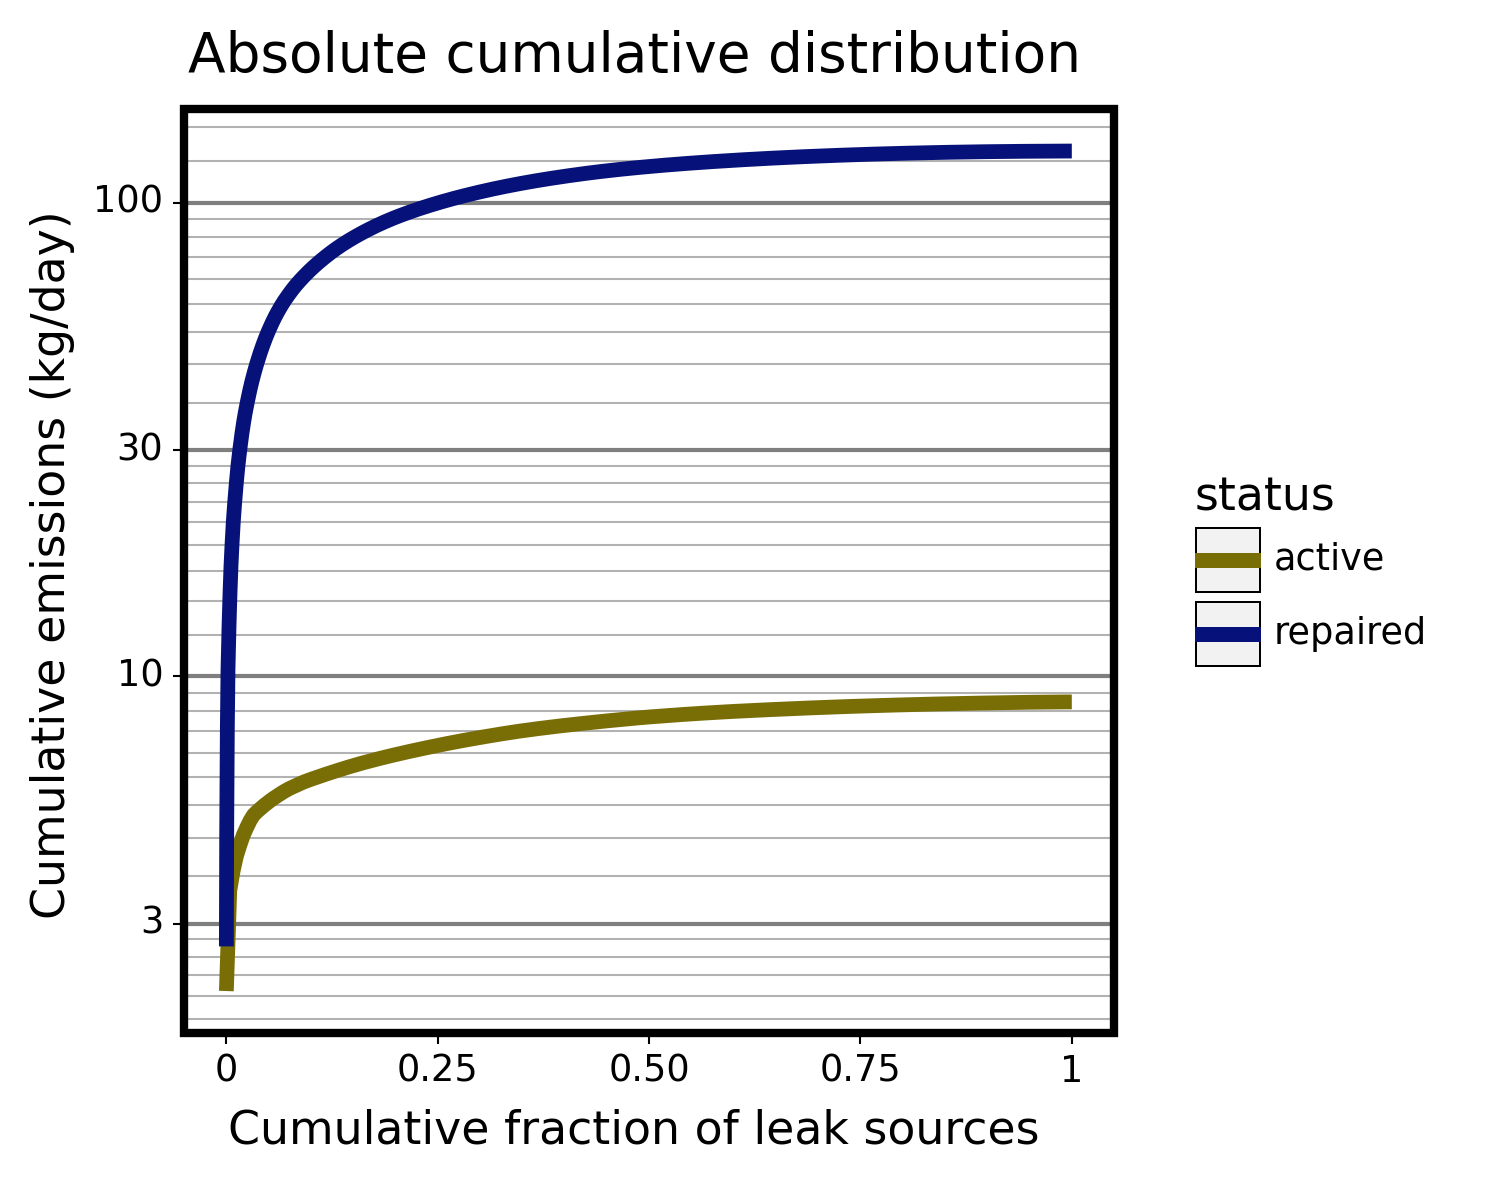 Absolute cumulative distribution
Cumulative emissions (kg/day)
100
30
10
3
0
0.25
0.50
0.75
1
Cumulative fraction of leak sources
status
active
repaired